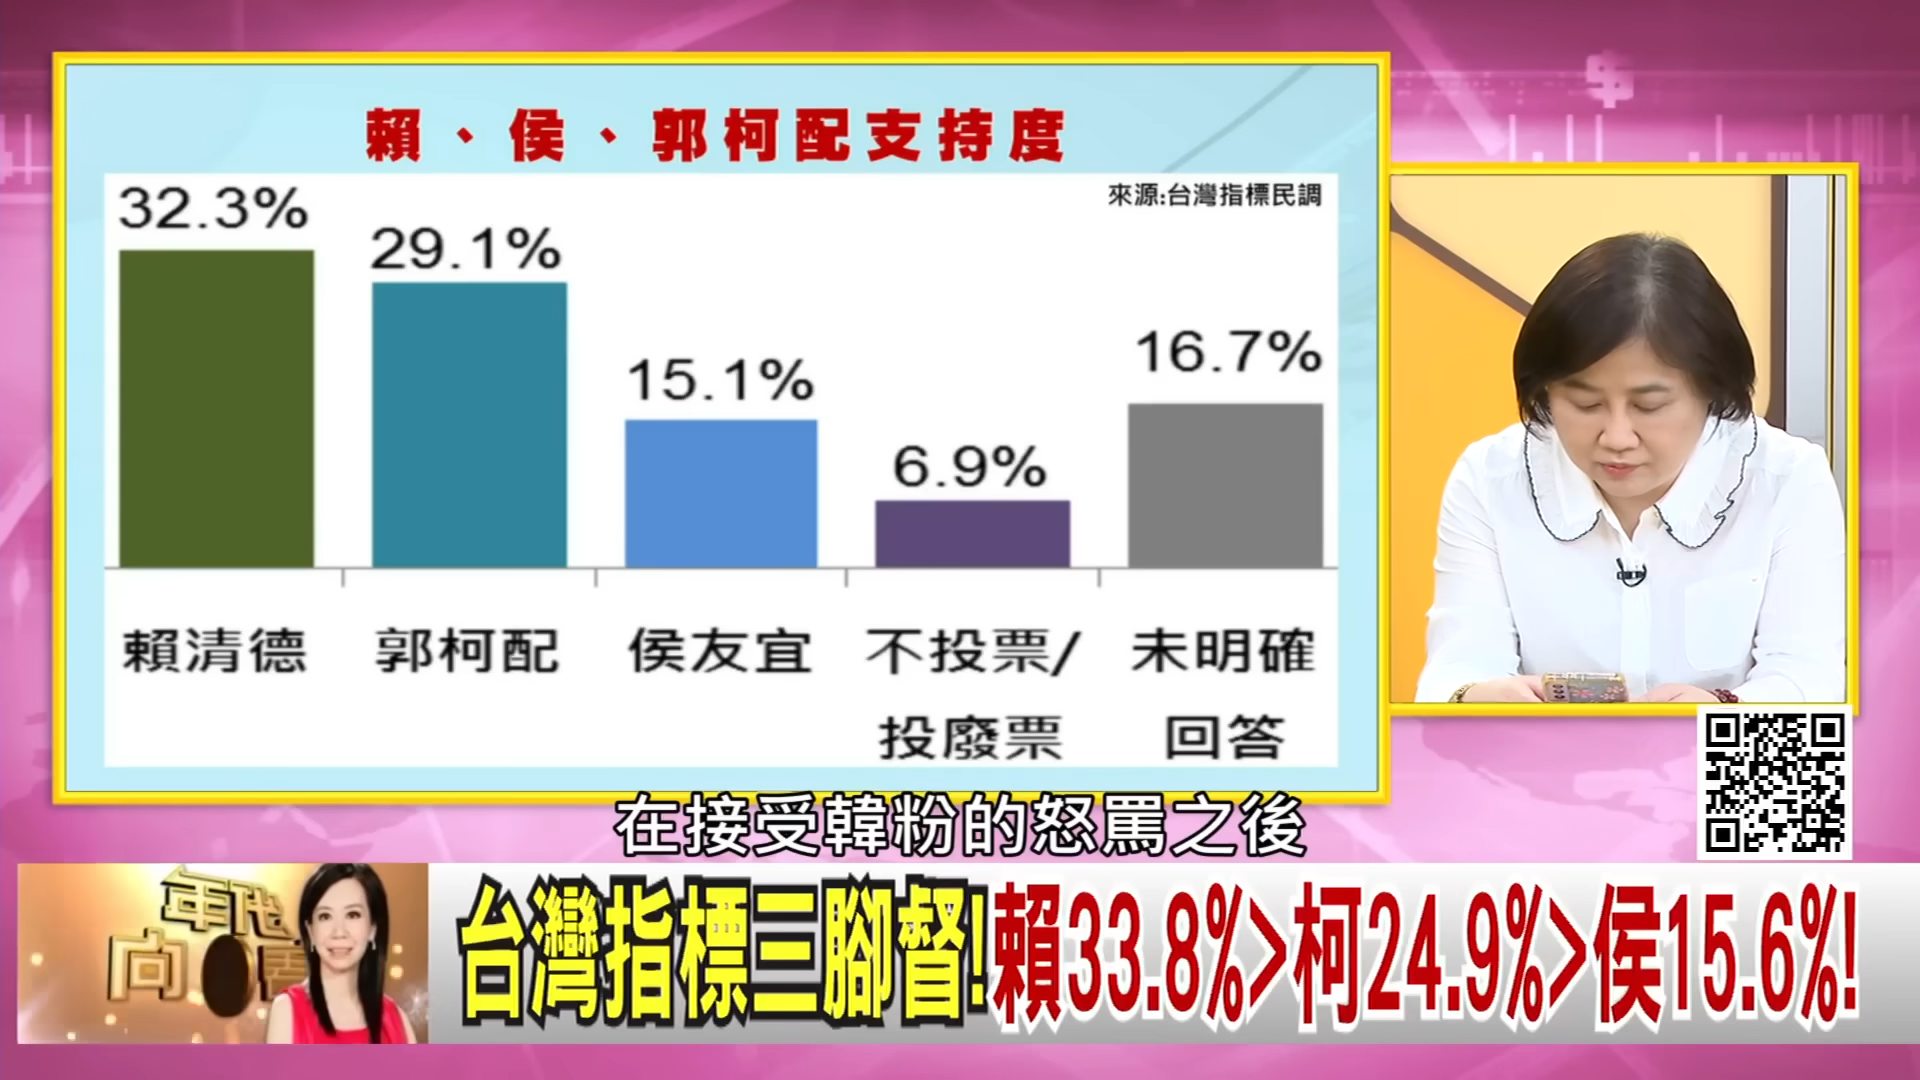 賴、侯、郭柯配支持度
來源:台灣指標民調
32.3%
29.1%
15.1%
6.9%
16.7%
賴清德
郭柯配
侯友宜
不投票/
投廢票
未明確
回答
在接受韓粉的怒罵之後
年代
向
台灣指標三腳督!賴33.8%>柯24.9%>侯15.6%!